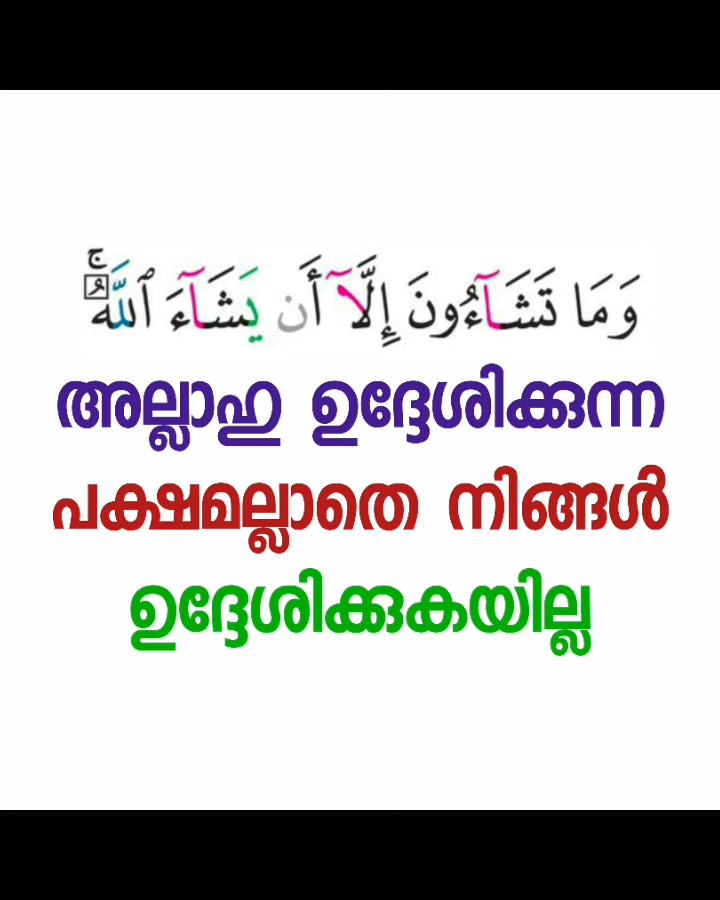 وَمَا تَشَآءُونَ إِلَّآ أَن يَشَآءَ ٱللَّهُۚ
അല്ലാഹു ഉദ്ദേശിക്കുന്ന
പക്ഷമല്ലാതെ നിങ്ങൾ
ഉദ്ദേശിക്കുകയില്ല